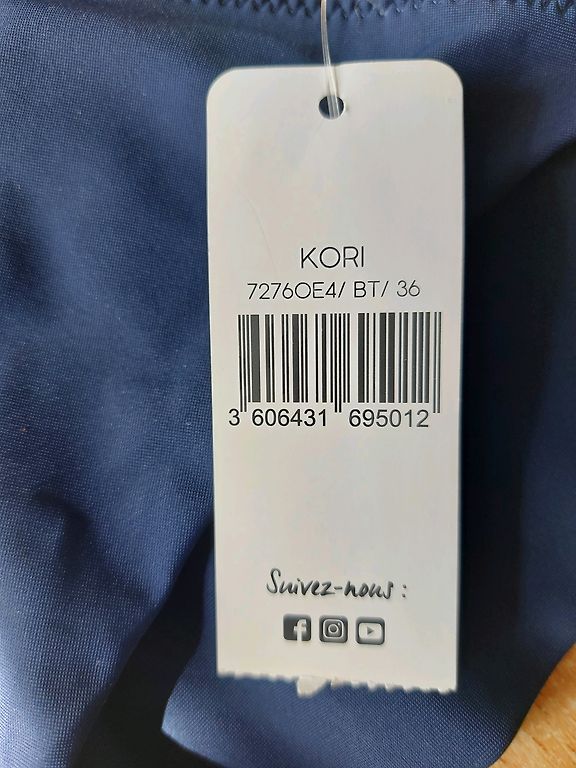 KORI
7276OE4/ BT/ 36
3 606431 695012
Suivez-nous :